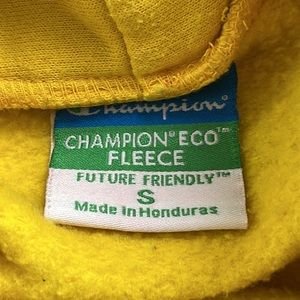 Champion®
CHAMPION® ECO™
FLEECE
FUTURE FRIENDLY™
S
Made in Honduras